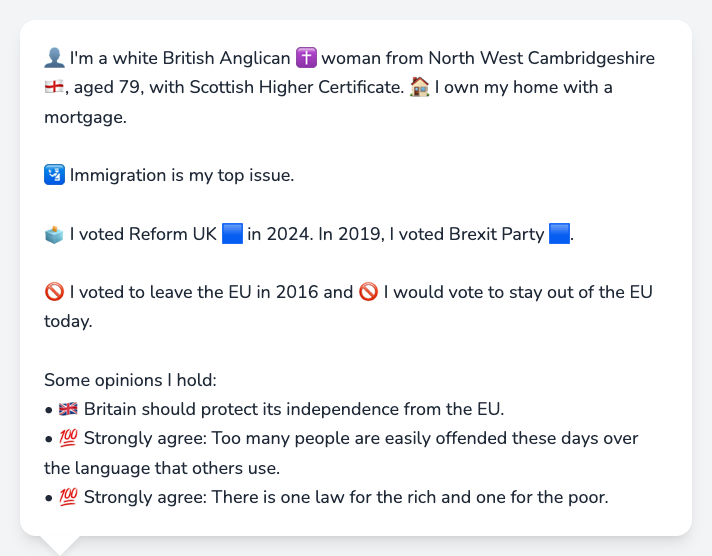 👤 I'm a white British Anglican ✝️ woman from North West Cambridgeshire
🏴󠁧󠁢󠁥󠁮󠁧󠁿, aged 79, with Scottish Higher Certificate. 🏠 I own my home with a
mortgage.
🛂 Immigration is my top issue.
🗳️ I voted Reform UK 🟦 in 2024. In 2019, I voted Brexit Party 🟦.
🚫 I voted to leave the EU in 2016 and 🚫 I would vote to stay out of the EU
today.
Some opinions I hold:
• 🇬🇧 Britain should protect its independence from the EU.
• 💯 Strongly agree: Too many people are easily offended these days over
the language that others use.
• 💯 Strongly agree: There is one law for the rich and one for the poor.